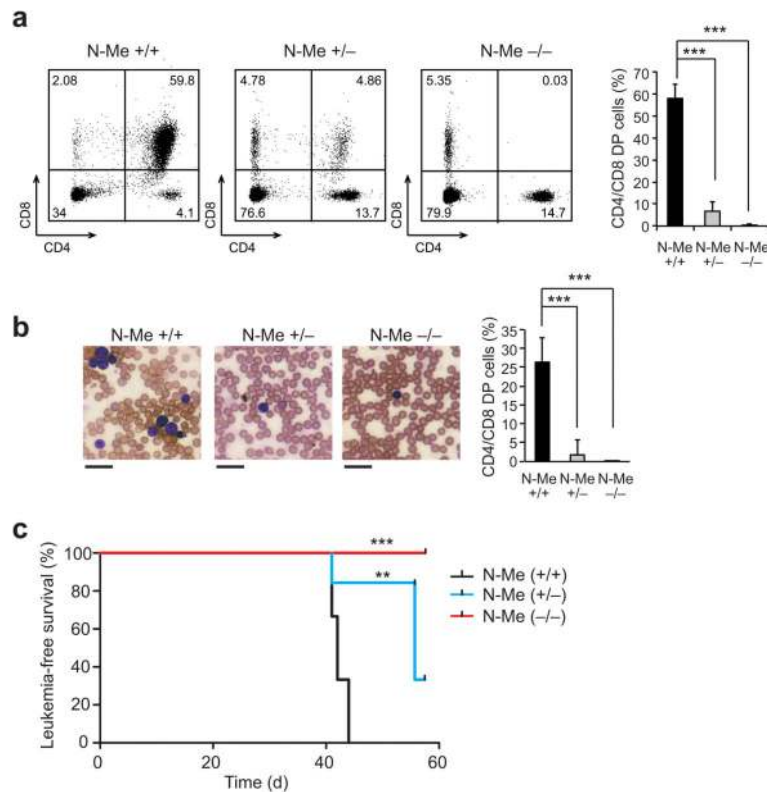 a
N-Me +/+
N-Me +/–
N-Me –/–
2.08
59.8
34
4.1
CD8
CD4
4.78
4.86
76.6
13.7
CD8
CD4
5.35
0.03
79.9
14.7
CD8
CD4
CD4/CD8 DP cells (%)
70
60
50
40
30
20
10
0
***
***
N-Me N-Me N-Me
+/+ +/– –/–
b
N-Me +/+
N-Me +/–
N-Me –/–
CD4/CD8 DP cells (%)
35
30
25
20
15
10
5
0
***
***
N-Me N-Me N-Me
+/+ +/– –/–
c
Leukemia-free survival (%)
100
80
60
40
20
0
***
**
0 20 40 60
Time (d)
N-Me (+/+)
N-Me (+/–)
N-Me (–/–)